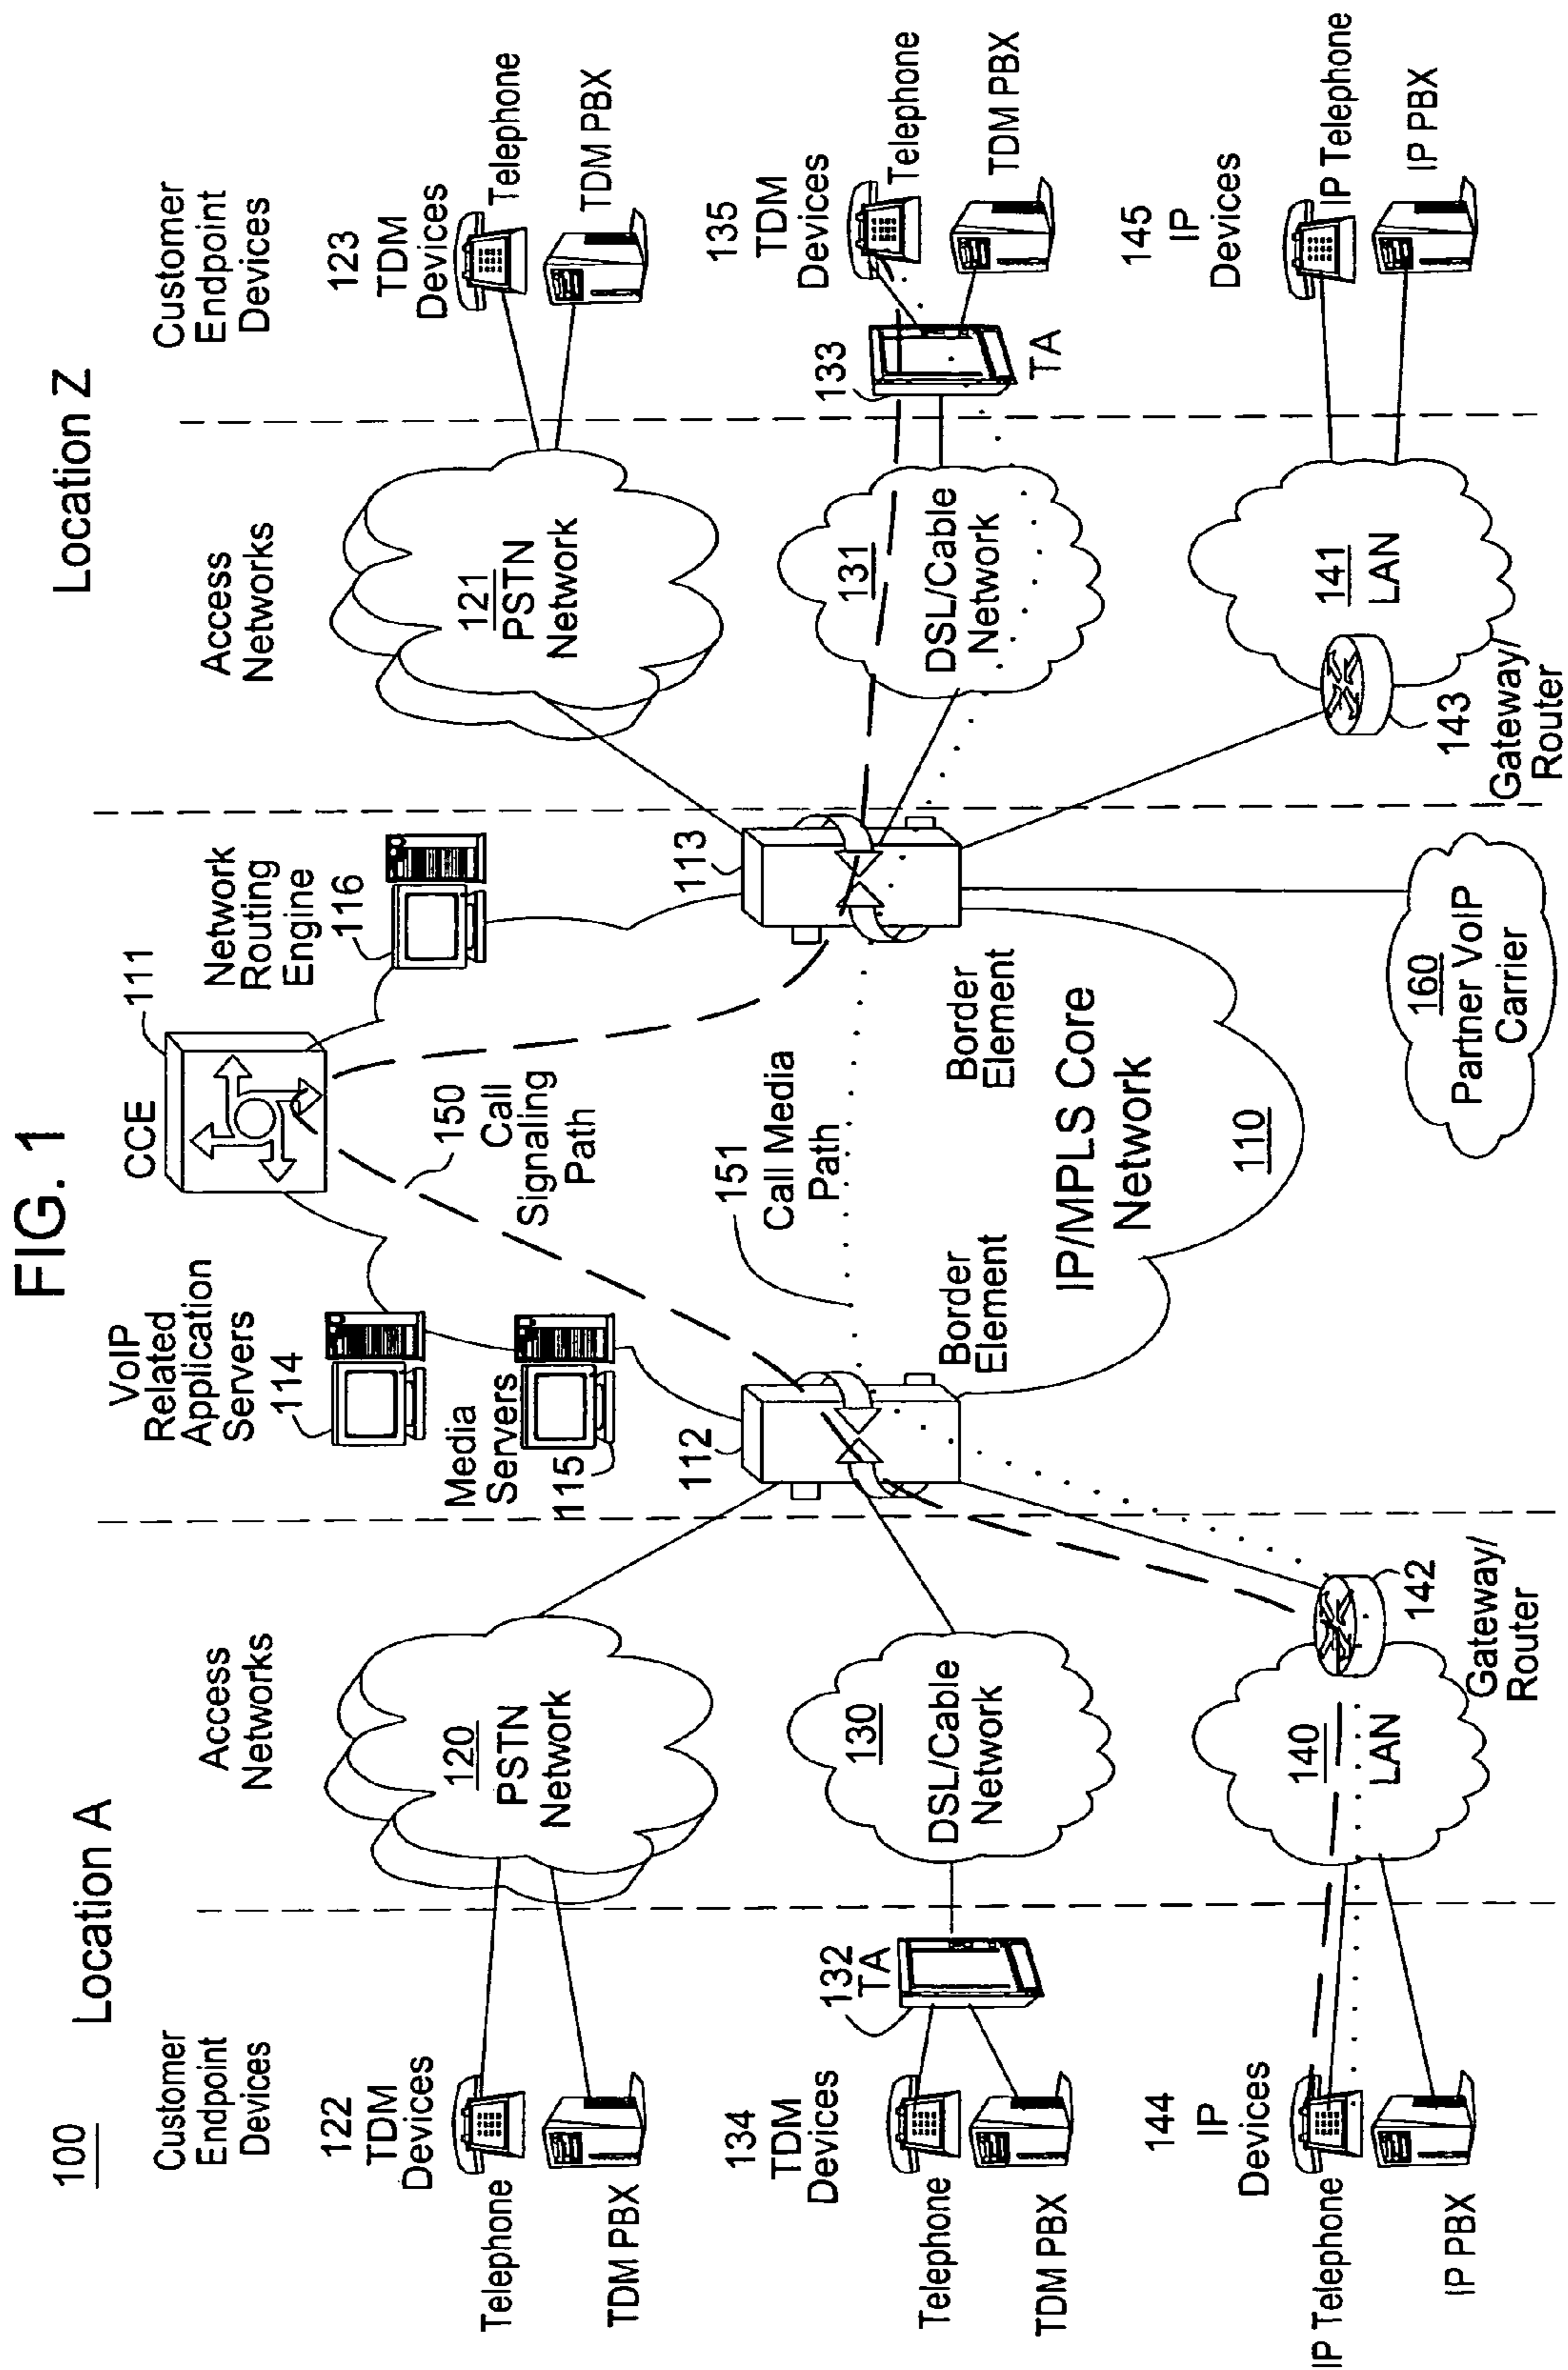 FIG. 1
100
Location A
Location Z
Customer
Endpoint
Devices
Access
Networks
VoIP
Related
Application
Servers
114
CCE
111
Network
Routing
Engine
116
Access
Networks
Customer
Endpoint
Devices
122
TDM
Devices
Telephone
TDM PBX
120
PSTN
Network
Media
Servers
115
150
Call
Signaling
Path
121
PSTN
Network
123
TDM
Devices
Telephone
TDM PBX
134
TDM
Devices
Telephone
TDM PBX
132
TA
130
DSL/Cable
Network
112
Border
Element
151
Call Media
Path
113
Border
Element
131
DSL/Cable
Network
133
TA
135
TDM
Devices
Telephone
TDM PBX
IP/MPLS Core
Network
110
144
IP
Devices
IP Telephone
IP PBX
140
LAN
142
Gateway/
Router
160
Partner VoIP
Carrier
143
Gateway/
Router
141
LAN
145
IP
Devices
IP Telephone
IP PBX